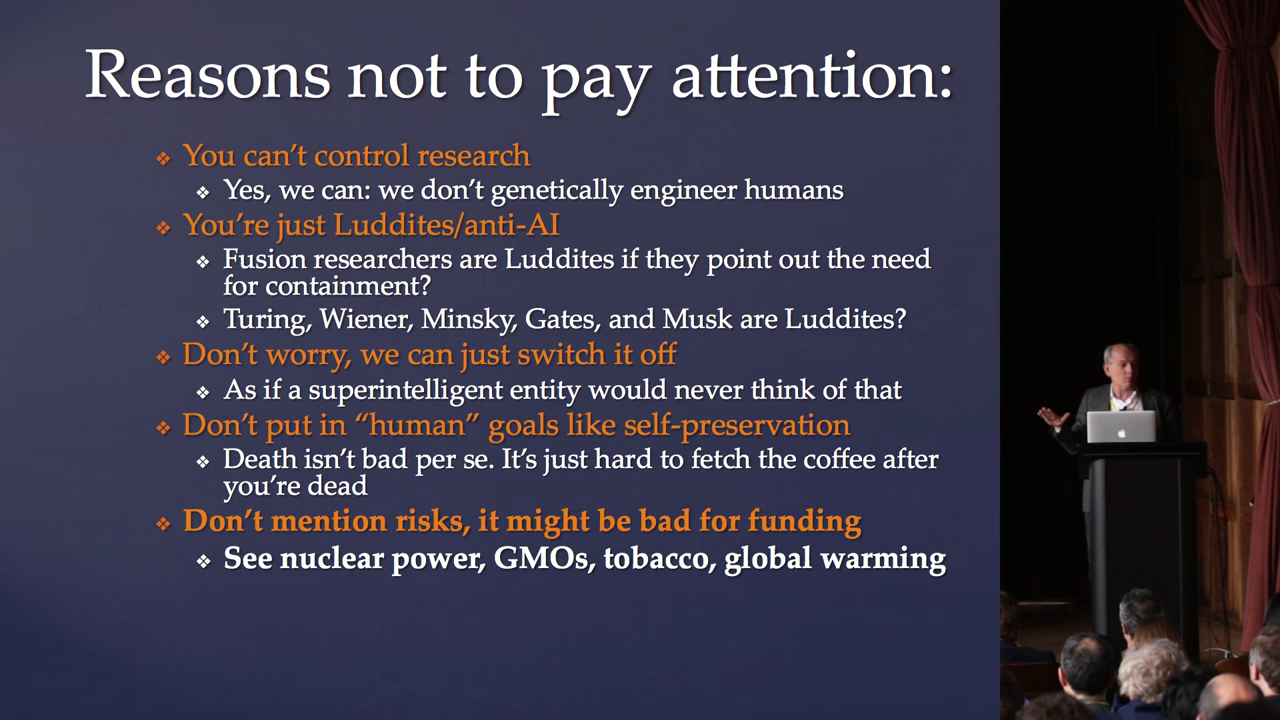 Reasons not to pay attention:
You can't control research
Yes, we can: we don't genetically engineer humans
You're just Luddites/anti-AI
Fusion researchers are Luddites if they point out the need
for containment?
Turing, Wiener, Minsky, Gates, and Musk are Luddites?
Don't worry, we can just switch it off
As if a superintelligent entity would never think of that
Don't put in “human” goals like self-preservation
Death isn't bad per se. It's just hard to fetch the coffee after
you're dead
Don't mention risks, it might be bad for funding
See nuclear power, GMOs, tobacco, global warming